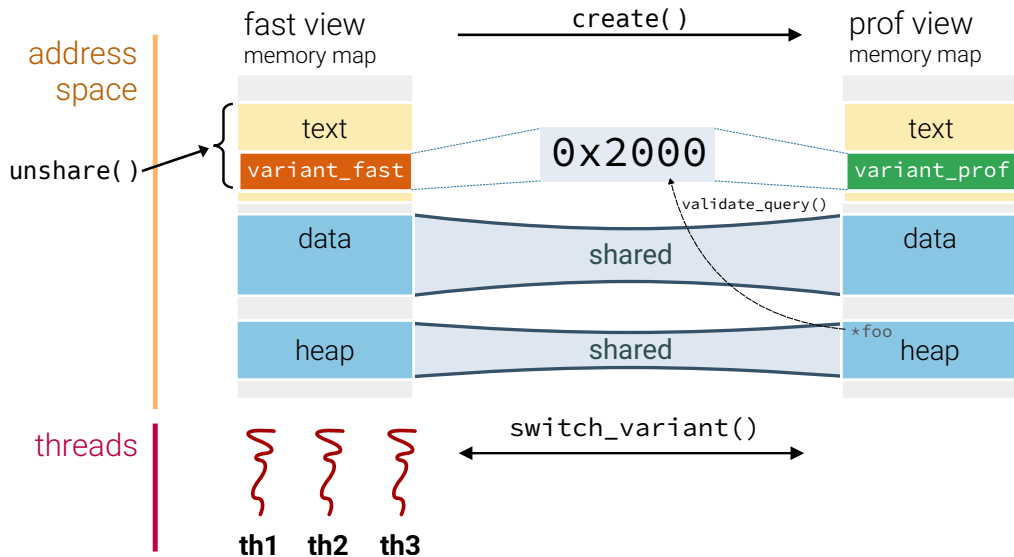 fast view
memory map
create()
prof view
memory map
address
space
unshare()
text
variant_fast
0x2000
text
variant_prof
validate_query()
data
shared
data
heap
shared
*foo
heap
threads
switch_variant()
th1
th2
th3